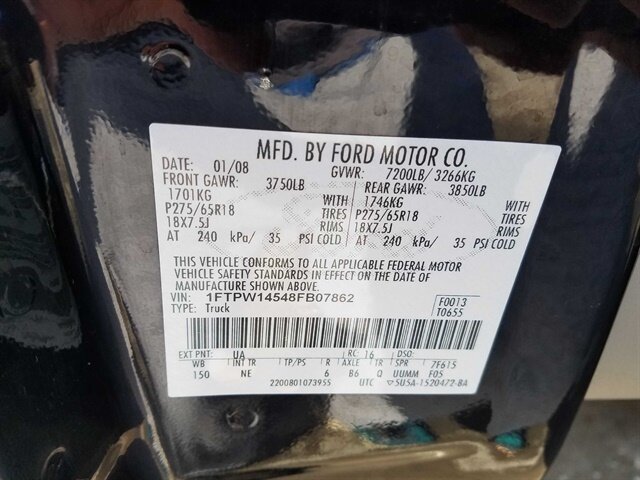 MFD. BY FORD MOTOR CO.
DATE: 01/08 GVWR: 7200LB/ 3266KG
FRONT GAWR: 3750LB REAR GAWR: 3850LB
1701KG WITH 1746KG WITH
P275/65R18 TIRES P275/65R18 TIRES
18X7.5J RIMS 18X7.5J RIMS
AT 240 kPa/ 35 PSI COLD AT 240 kPa/ 35 PSI COLD
THIS VEHICLE CONFORMS TO ALL APPLICABLE FEDERAL MOTOR
VEHICLE SAFETY STANDARDS IN EFFECT ON THE DATE OF
MANUFACTURE SHOWN ABOVE.
VIN: 1FTPW14548FB07862 F0013
TYPE: Truck T0655
EXT PNT: UA RC: 16 DSO:
WB INT TR TP/PS R AXLE TR SPR 7F615
150 NE 6 B6 Q UUMM F05
2200801073955 UTC ▽5U5A-1520472-BA